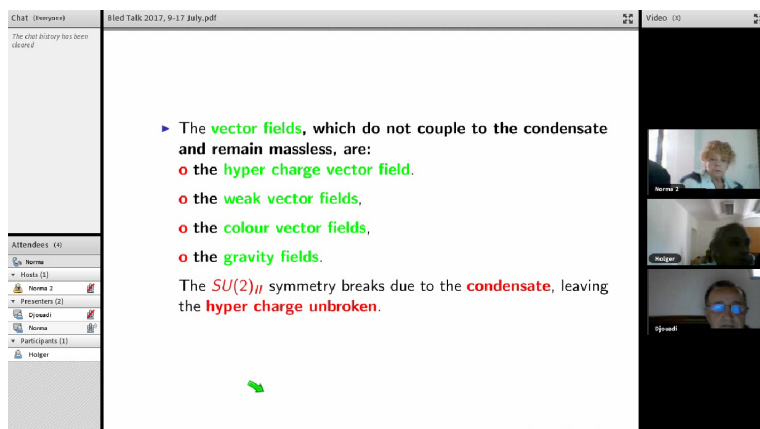 Chat (Everyone)
The chat history has been
cleared
Attendees (4)
Norma
Hosts (1)
Norma 2
Presenters (2)
Djouadi
Norma
Participants (1)
Holger
Bled Talk 2017, 9-17 July.pdf
The vector fields, which do not couple to the condensate
and remain massless, are:
o the hyper charge vector field.
o the weak vector fields,
o the colour vector fields,
o the gravity fields.
The SU(2)II symmetry breaks due to the condensate, leaving
the hyper charge unbroken.
Video (3)
Norma 2
Holger
Djouadi